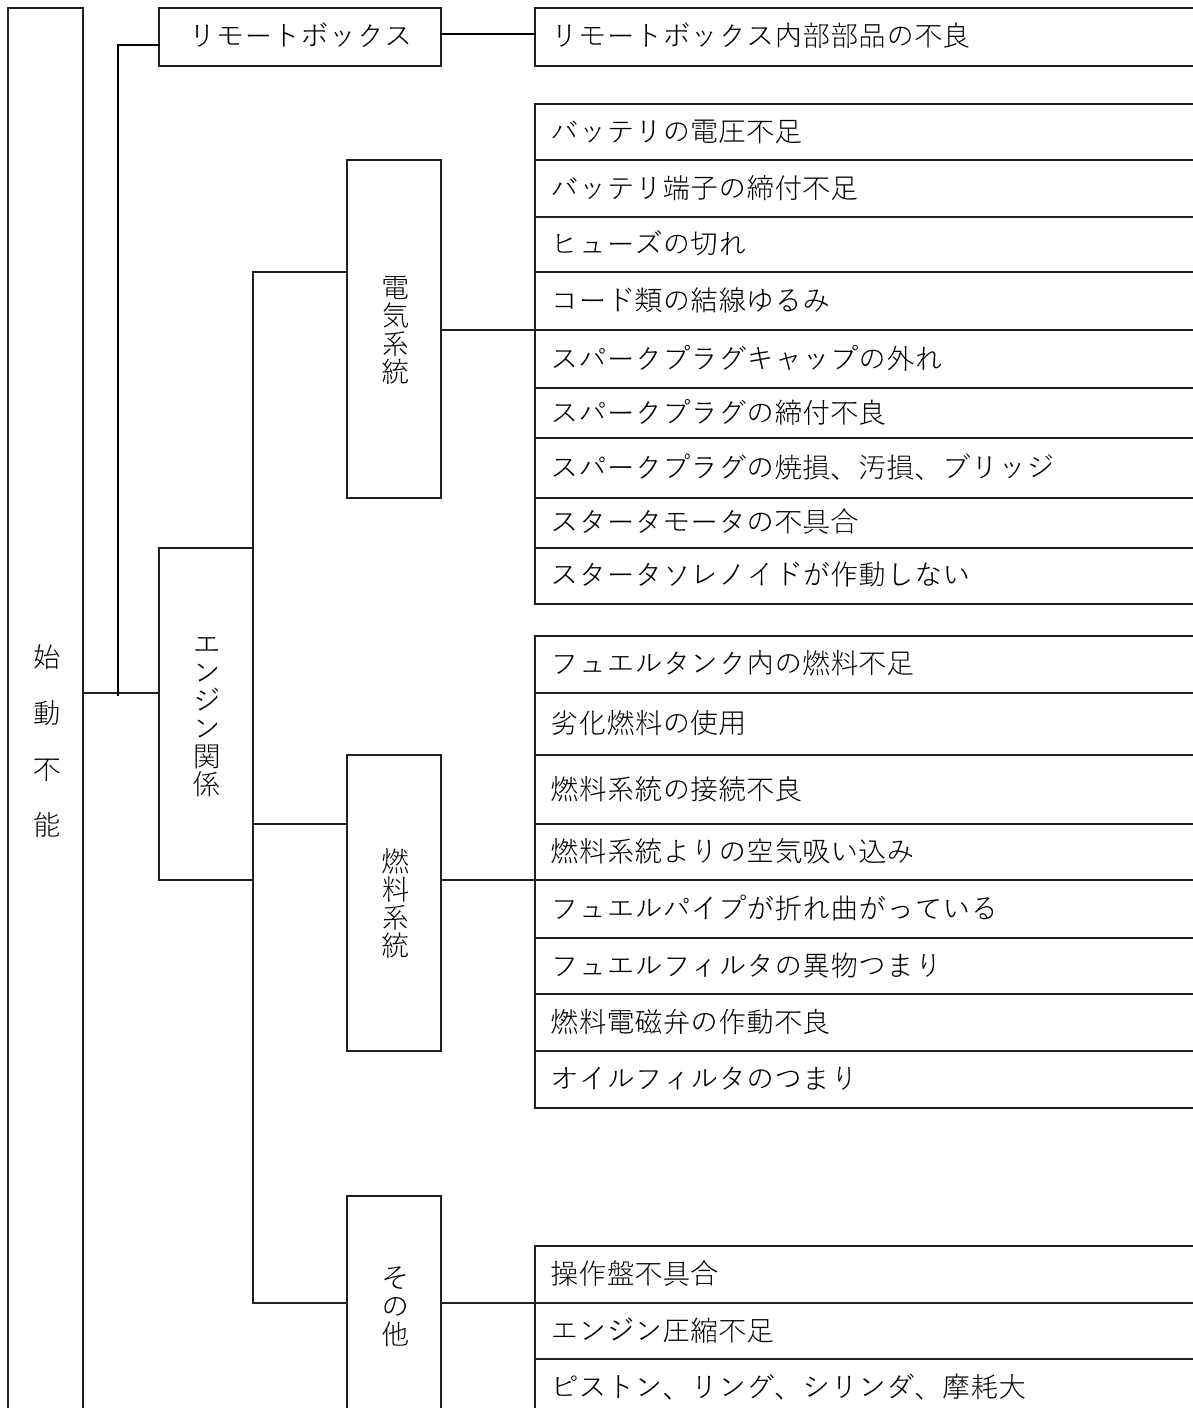 始動不能
リモートボックス
リモートボックス内部部品の不良
エンジン関係
電気系統
バッテリの電圧不足
バッテリ端子の締付不足
ヒューズの切れ
コード類の結線ゆるみ
スパークプラグキャップの外れ
スパークプラグの締付不良
スパークプラグの焼損、汚損、ブリッジ
スタータモータの不具合
スタータソレノイドが作動しない
燃料系統
フュエルタンク内の燃料不足
劣化燃料の使用
燃料系統の接続不良
燃料系統よりの空気吸い込み
フュエルパイプが折れ曲がっている
フュエルフィルタの異物つまり
燃料電磁弁の作動不良
オイルフィルタのつまり
その他
操作盤不具合
エンジン圧縮不足
ピストン、リング、シリンダ、摩耗大